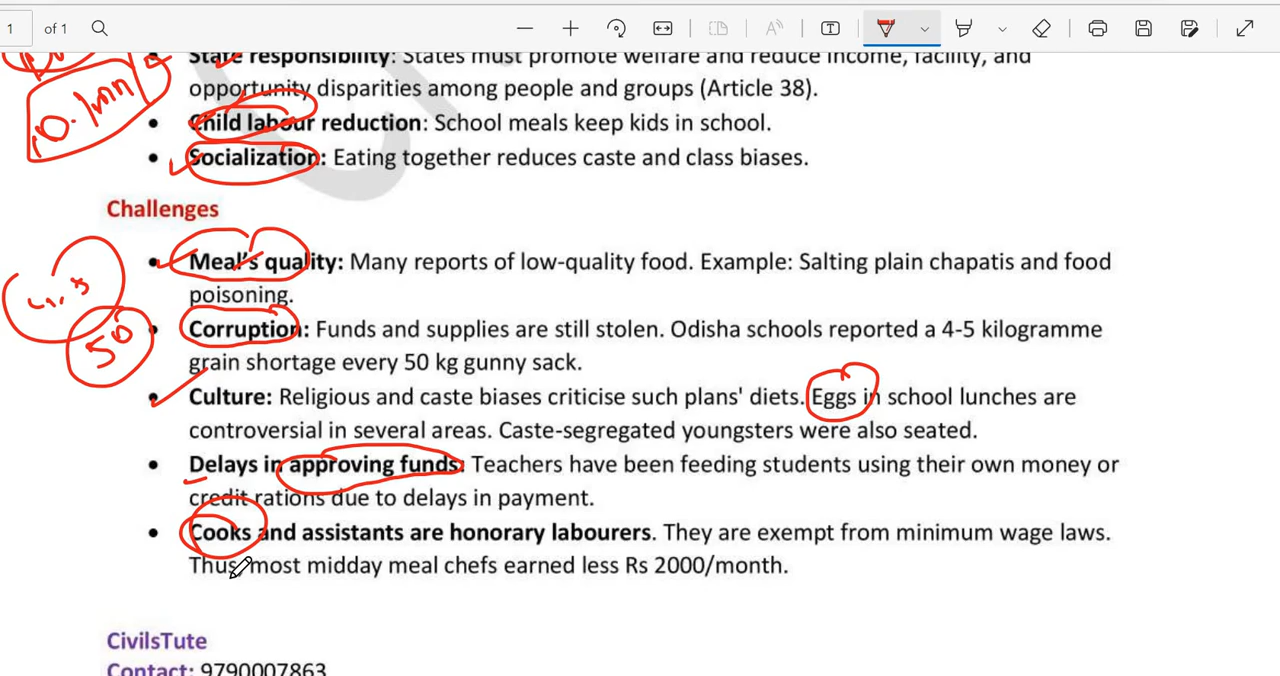 1 of 1
State responsibility: States must promote welfare and reduce income, facility, and
opportunity disparities among people and groups (Article 38).
• Child labour reduction: School meals keep kids in school.
• Socialization: Eating together reduces caste and class biases.
Challenges
• Meal's quality: Many reports of low-quality food. Example: Salting plain chapatis and food
poisoning.
• Corruption: Funds and supplies are still stolen. Odisha schools reported a 4-5 kilogramme
50
grain shortage every 50 kg gunny sack.
• Culture: Religious and caste biases criticise such plans' diets. Eggs in school lunches are
controversial in several areas. Caste-segregated youngsters were also seated.
• Delays in approving funds: Teachers have been feeding students using their own money or
credit rations due to delays in payment.
• Cooks and assistants are honorary labourers. They are exempt from minimum wage laws.
Thus, most midday meal chefs earned less Rs 2000/month.
CivilsTute
Contact: 9790007863